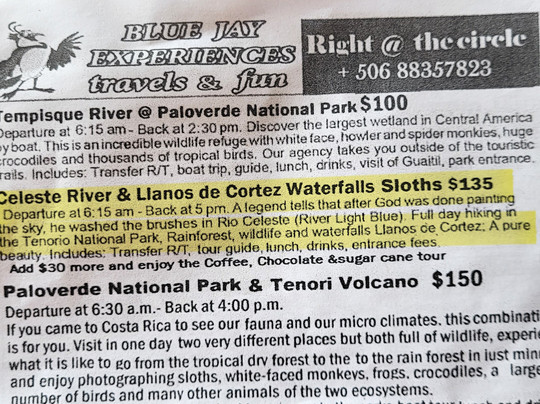 BLUE JAY
EXPERIENCES
travels & fun
Right @ the circle
+ 506 88357823
Tempisque River @ Paloverde National Park $100
Departure at 6:15 am - Back at 2:30 pm. Discover the largest wetland in Central America
by boat. This is an incredible wildlife refuge with white face, howler and spider monkeys, huge
crocodiles and thousands of tropical birds. Our agency takes you outside of the touristic
trails. Includes: Transfer R/T, boat trip, guide, lunch, drinks, visit of Guaitil, park entrance.
Celeste River & Llanos de Cortez Waterfalls Sloths $135
Departure at 6:15 am - Back at 5 pm. A legend tells that after God was done painting
the sky, he washed the brushes in Rio Celeste (River Light Blue). Full day hiking in
the Tenorio National Park, Rainforest, wildlife and waterfalls Llanos de Cortez; A pure
beauty. Includes: Transfer R/T, tour guide, lunch, drinks, entrance fees.
Add $30 more and enjoy the Coffee, Chocolate &sugar cane tour
Paloverde National Park & Tenori Volcano $150
Departure at 6:30 a.m.- Back at 4:00 p.m.
If you came to Costa Rica to see our fauna and our micro climates. this combinati
is for you. Visit in one day two very different places but both full of wildlife, experie
what it is like to go from the tropical dry forest to the to the rain forest in just min
and enjoy photographing sloths, white-faced monkeys, frogs. crocodiles, a large
number of birds and many other animals of the two ecosystems.